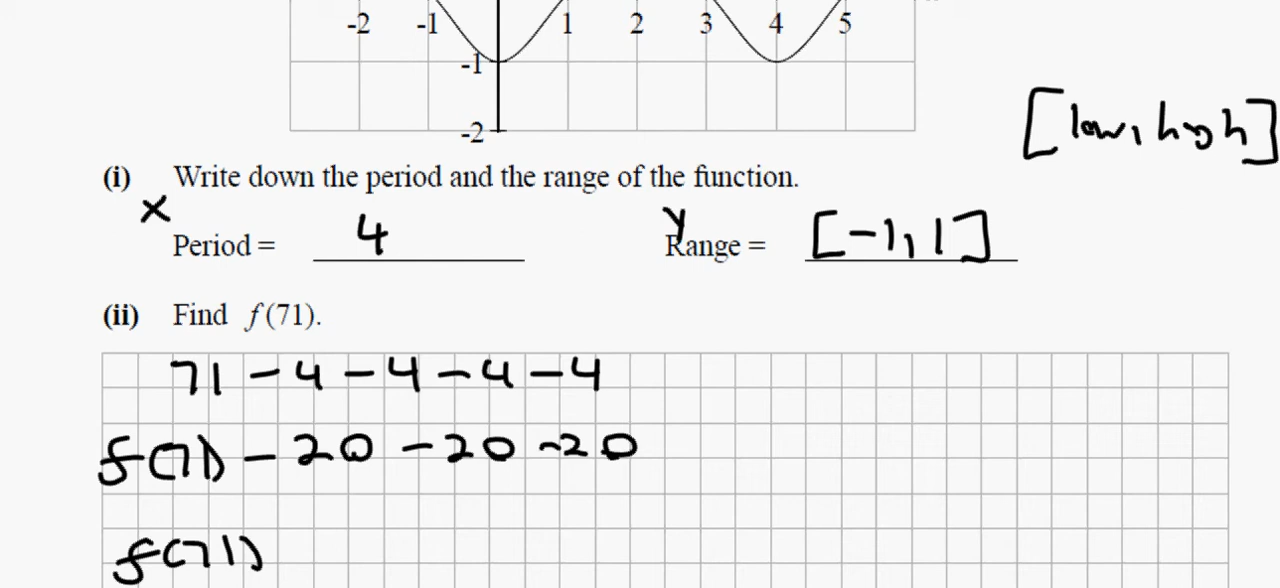 -2 -1 1 2 3 4 5
-1
-2
[low, high]
(i) Write down the period and the range of the function.
x y
Period = 4 Range = [-1, 1]
(ii) Find f(71).
71 - 4 - 4 - 4 - 4
f(71) - 20 - 20 - 20
f(71)